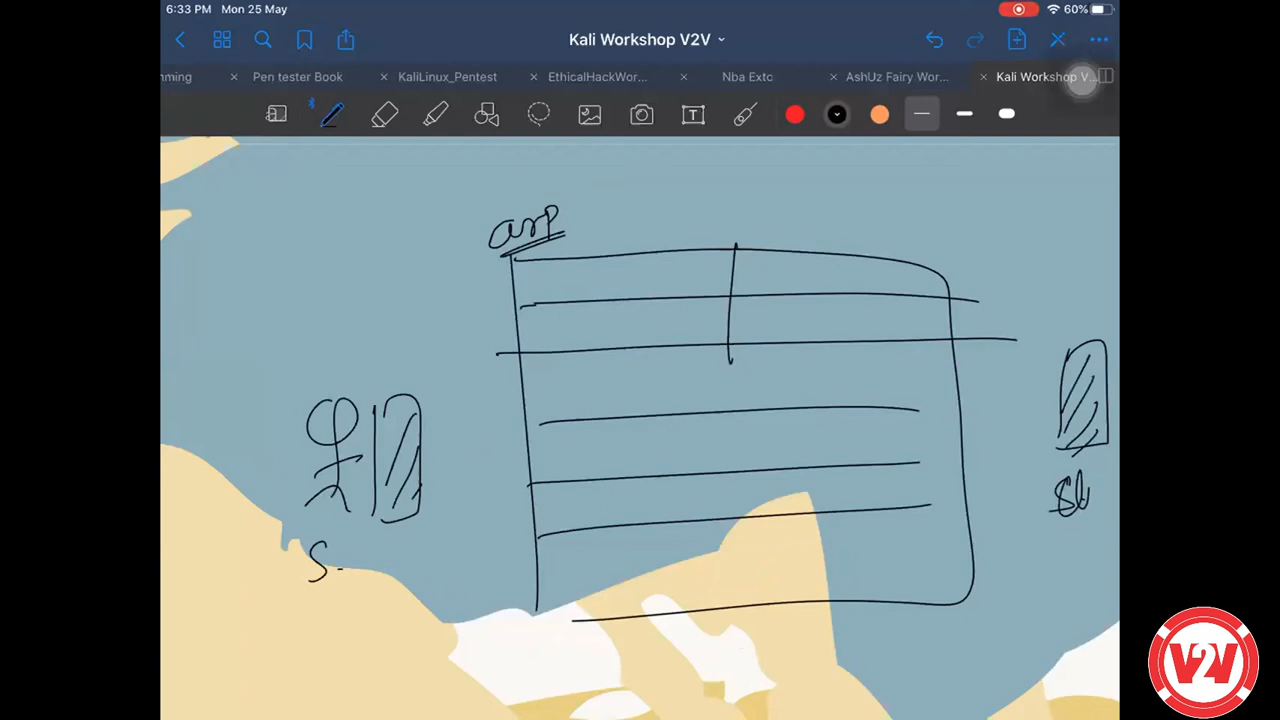 6:33 PM Mon 25 May 60%
Kali Workshop V2V
nming Pen tester Book KaliLinux_Pentest EthicalHackWor... Nba Extc AshUz Fairy Wor... Kali Workshop V...
T
arp
S
V2V